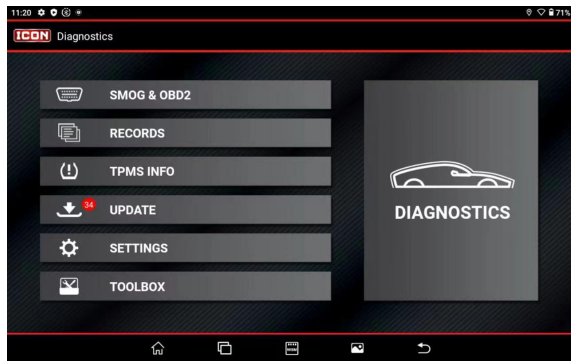 11:20 71%
ICON Diagnostics
SMOG & OBD2
RECORDS
TPMS INFO
34 UPDATE
SETTINGS
TOOLBOX
DIAGNOSTICS